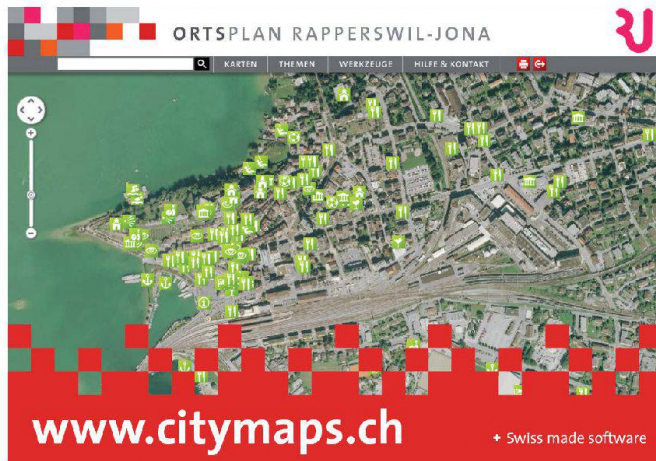 ORTSPLAN RAPPERSWIL-JONA
KARTEN THEMEN WERKZEUGE HILFE & KONTAKT
www.citymaps.ch
+ Swiss made software